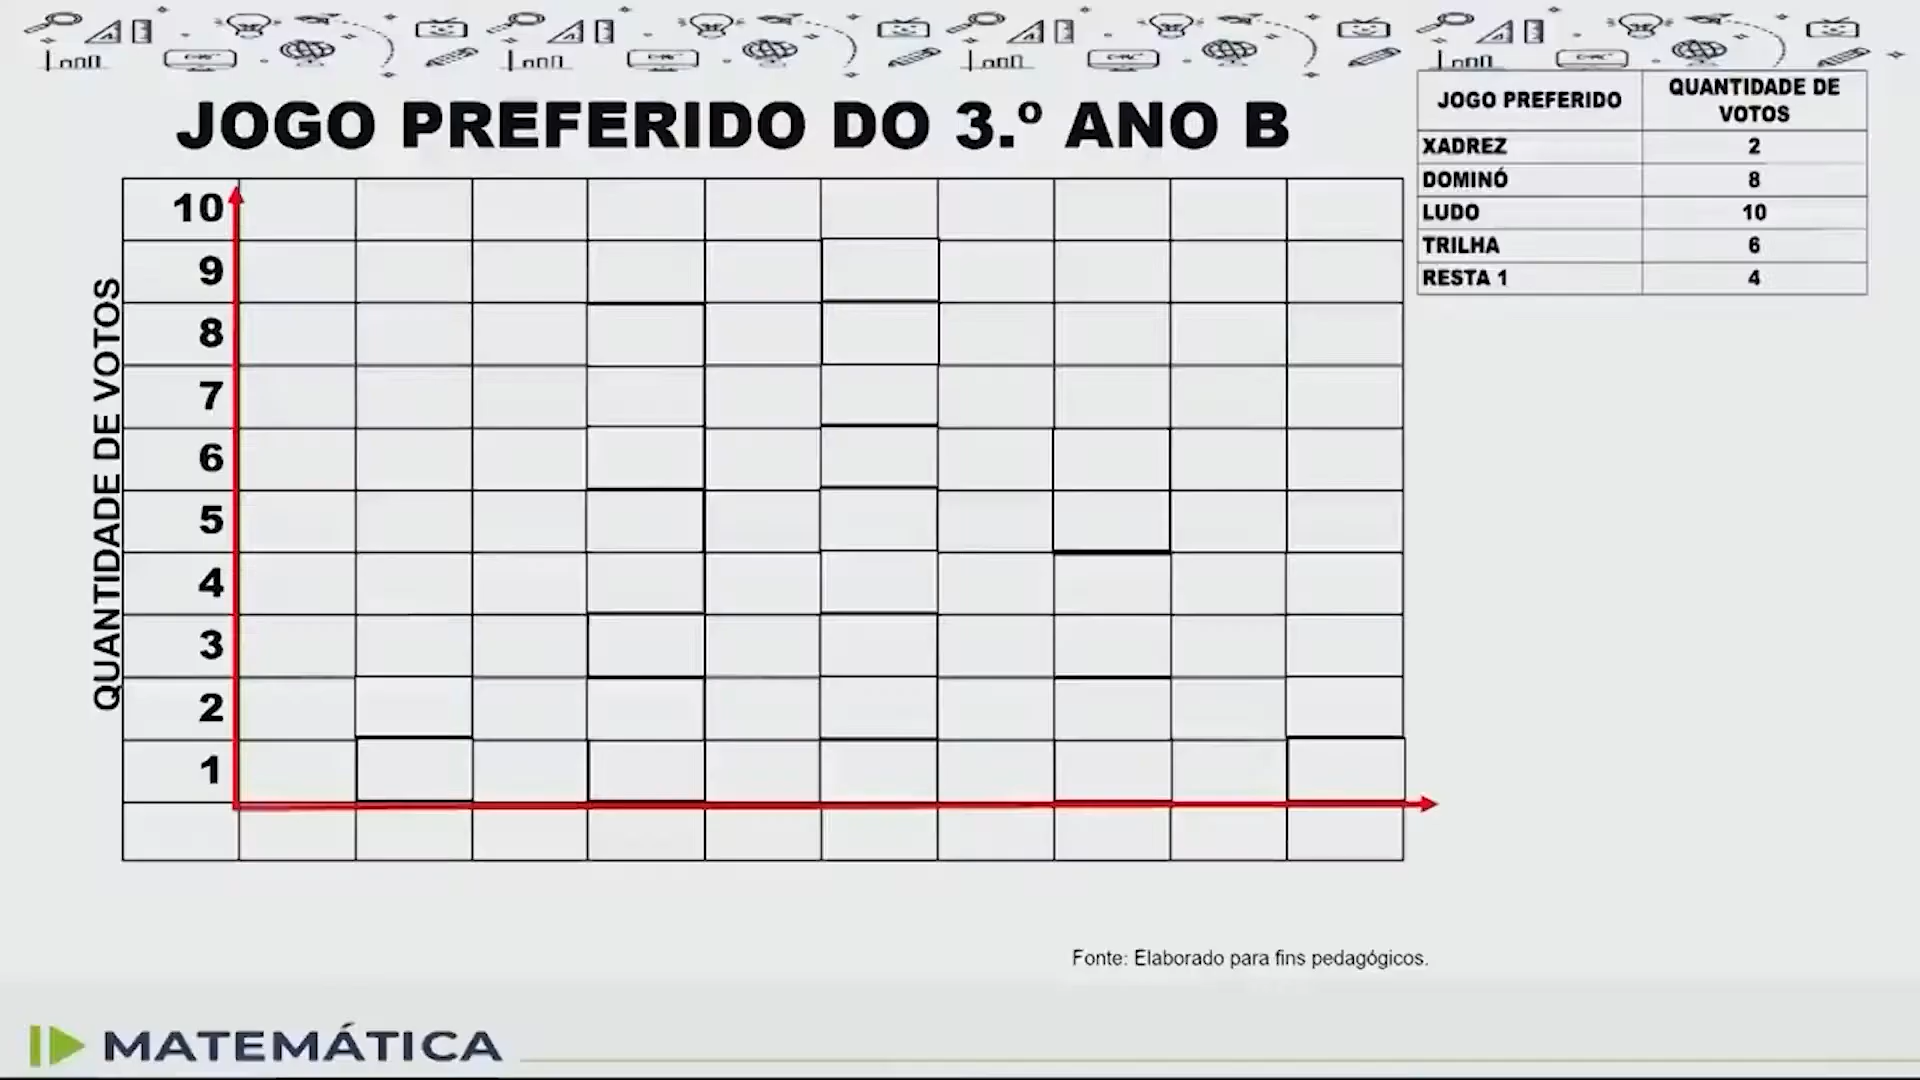 JOGO PREFERIDO DO 3.º ANO B
JOGO PREFERIDO QUANTIDADE DE VOTOS
XADREZ 2
DOMINÓ 8
LUDO 10
TRILHA 6
RESTA 1 4
QUANTIDADE DE VOTOS
10
9
8
7
6
5
4
3
2
1
Fonte: Elaborado para fins pedagógicos.
MATEMÁTICA